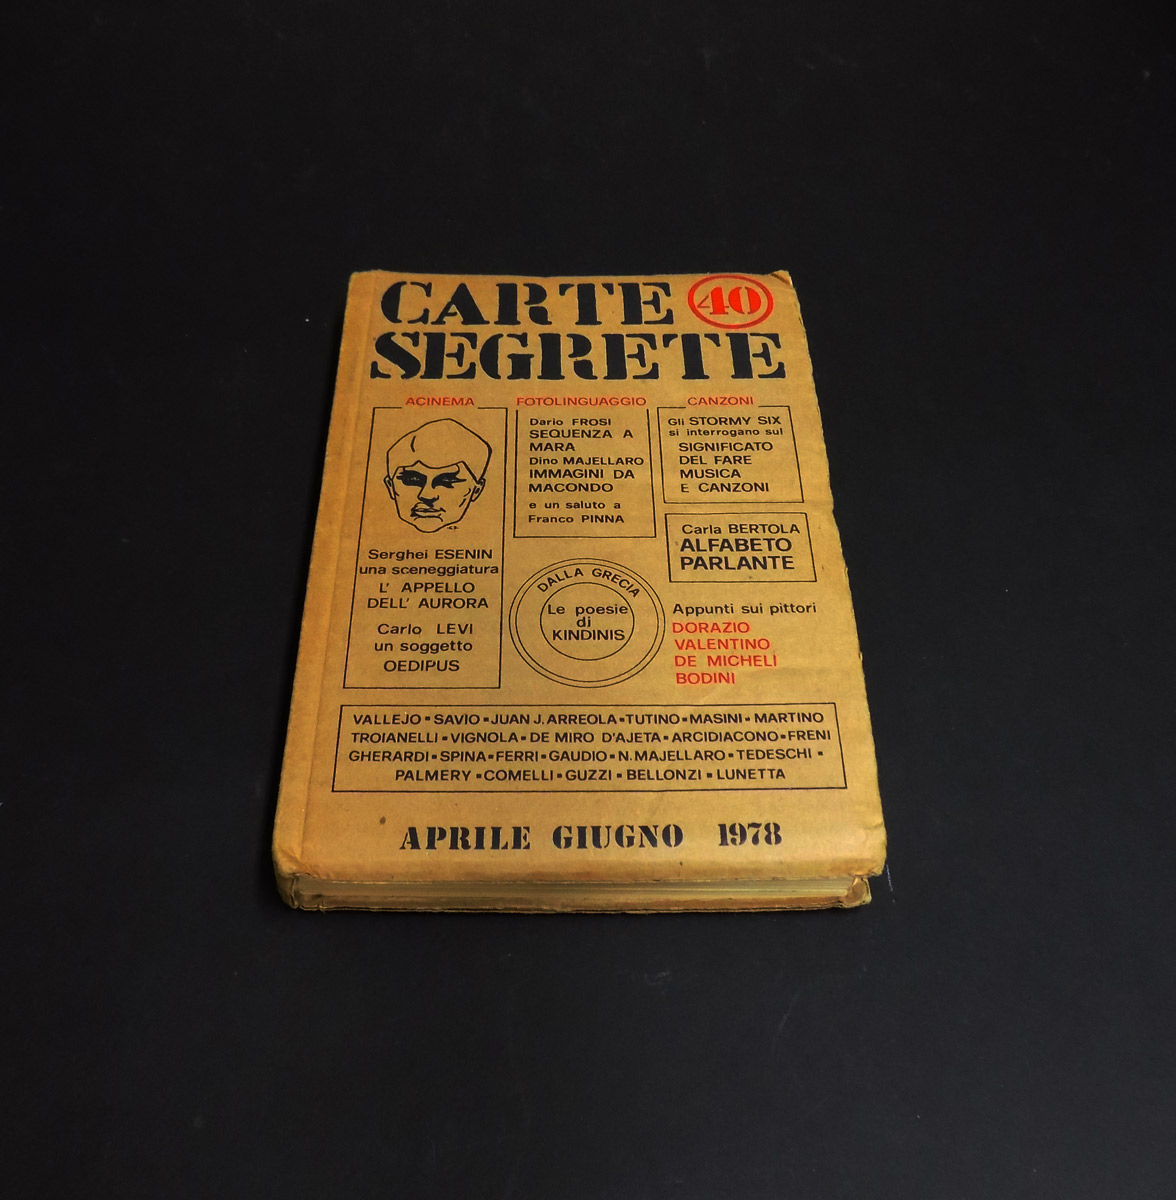 CARTE 40
SEGRETE
ACINEMA
Serghei ESENIN
una sceneggiatura
L' APPELLO
DELL' AURORA
Carlo LEVI
un soggetto
OEDIPUS
FOTOLINGUAGGIO
Dario FROSI
SEQUENZA A
MARA
Dino MAJELLARO
IMMAGINI DA
MACONDO
e un saluto a
Franco PINNA
CANZONI
Gli STORMY SIX
si interrogano sul
SIGNIFICATO
DEL FARE
MUSICA
E CANZONI
Carla BERTOLA
ALFABETO
PARLANTE
DALLA GRECIA
Le poesie
di
KINDINIS
Appunti sui pittori
DORAZIO
VALENTINO
DE MICHELI
BODINI
VALLEJO▪SAVIO▪JUAN J. ARREOLA▪TUTINO▪MASINI▪MARTINO
TROIANELLI▪VIGNOLA▪DE MIRO D'AJETA▪ARCIDIACONO▪FRENI
GHERARDI▪SPINA▪FERRI▪GAUDIO▪N. MAJELLARO▪TEDESCHI▪
PALMERY▪COMELLI▪GUZZI▪BELLONZI▪LUNETTA
APRILE GIUGNO 1978